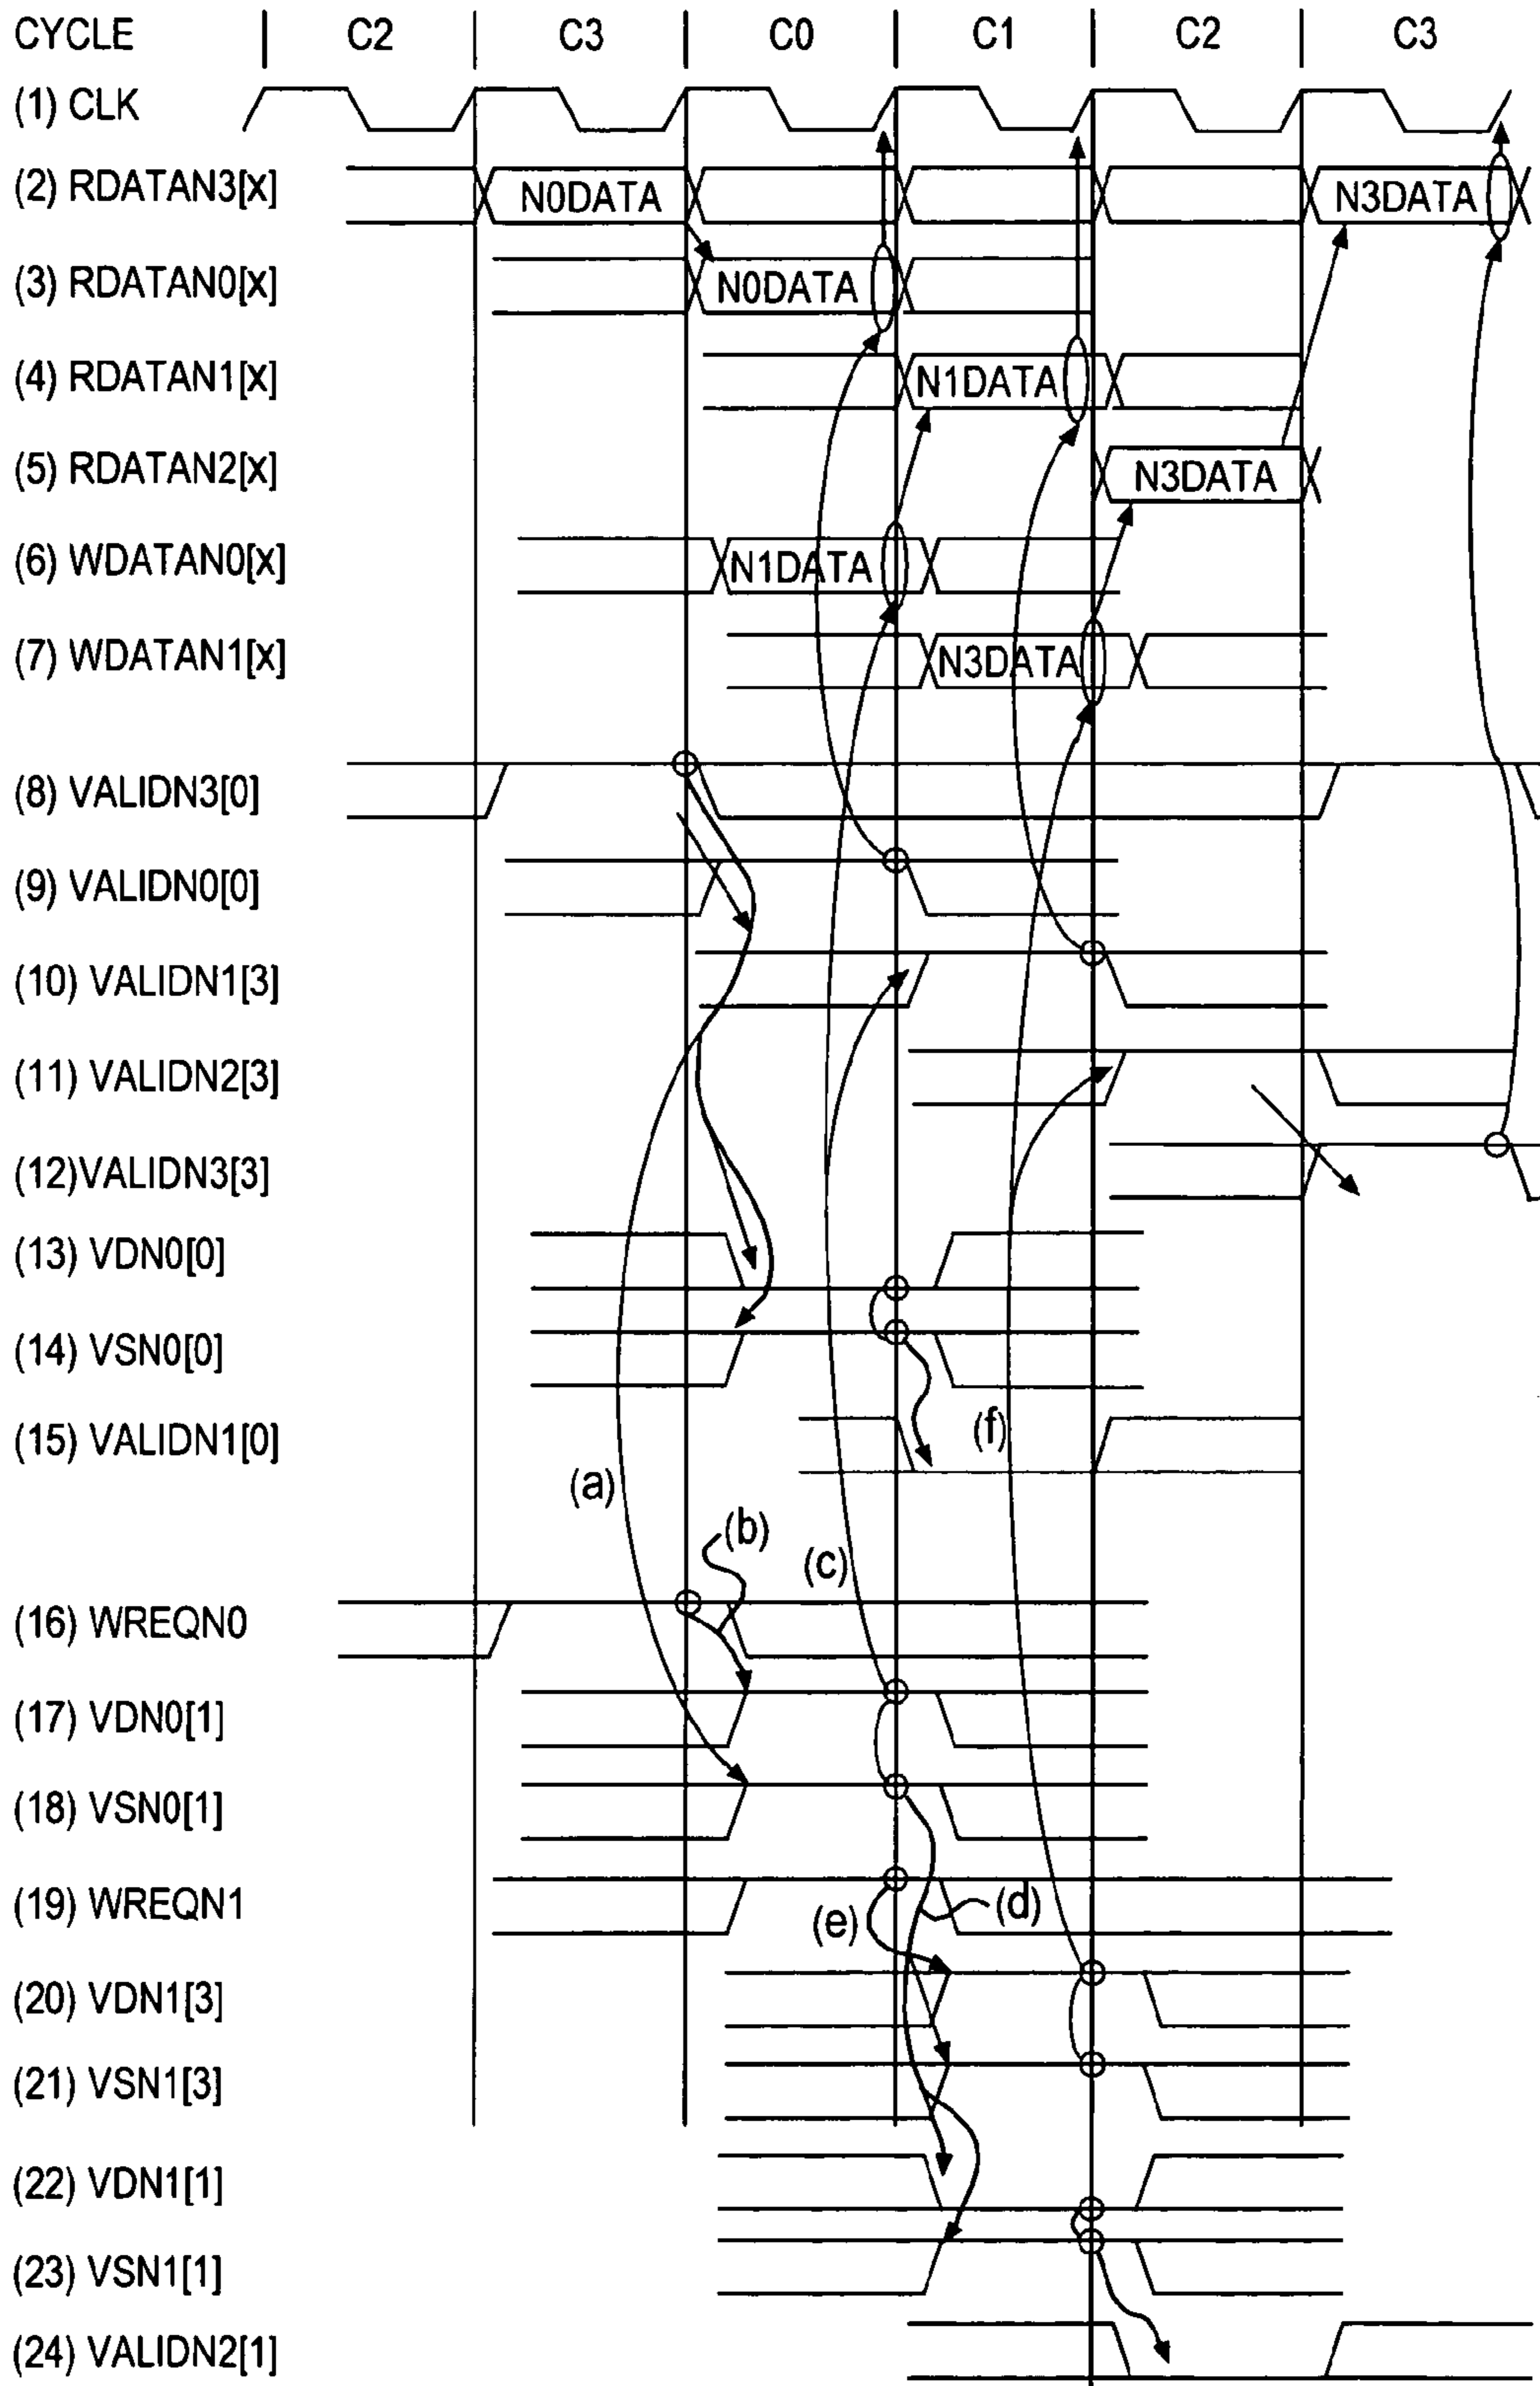 CYCLE C2 C3 C0 C1 C2 C3
(1) CLK
(2) RDATAN3[x] N0DATA N3DATA
(3) RDATAN0[x] N0DATA
(4) RDATAN1[x] N1DATA
(5) RDATAN2[x] N3DATA
(6) WDATAN0[x] N1DATA
(7) WDATAN1[x] N3DATA
(8) VALIDN3[0]
(9) VALIDN0[0]
(10) VALIDN1[3]
(11) VALIDN2[3]
(12)VALIDN3[3]
(13) VDN0[0]
(14) VSN0[0]
(15) VALIDN1[0] (f)
(a)
(b)
(c)
(16) WREQN0
(17) VDN0[1]
(18) VSN0[1]
(19) WREQN1 (e) (d)
(20) VDN1[3]
(21) VSN1[3]
(22) VDN1[1]
(23) VSN1[1]
(24) VALIDN2[1]